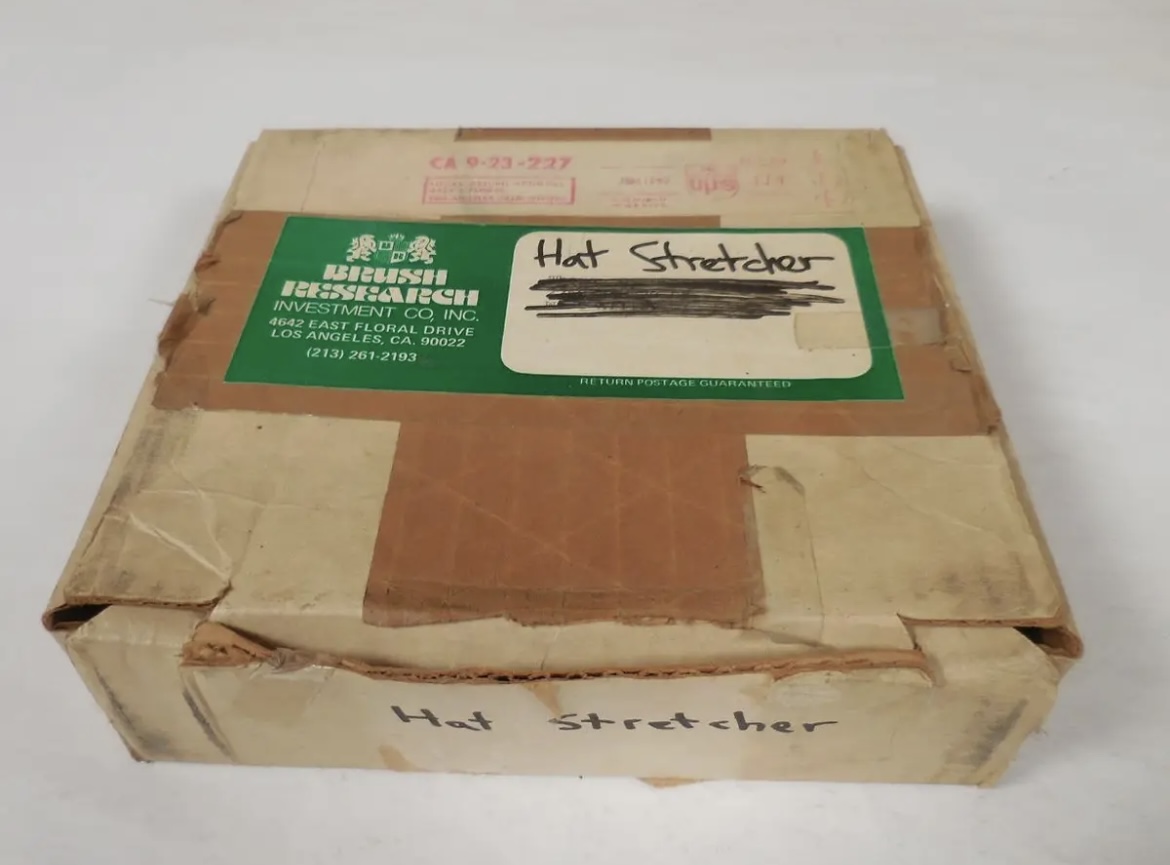 CA 9-23-227
ups
BRUSH
RESEARCH
INVESTMENT CO, INC.
4642 EAST FLORAL DRIVE
LOS ANGELES, CA. 90022
(213) 261-2193
Hat Stretcher
RETURN POSTAGE GUARANTEED
Hat Stretcher